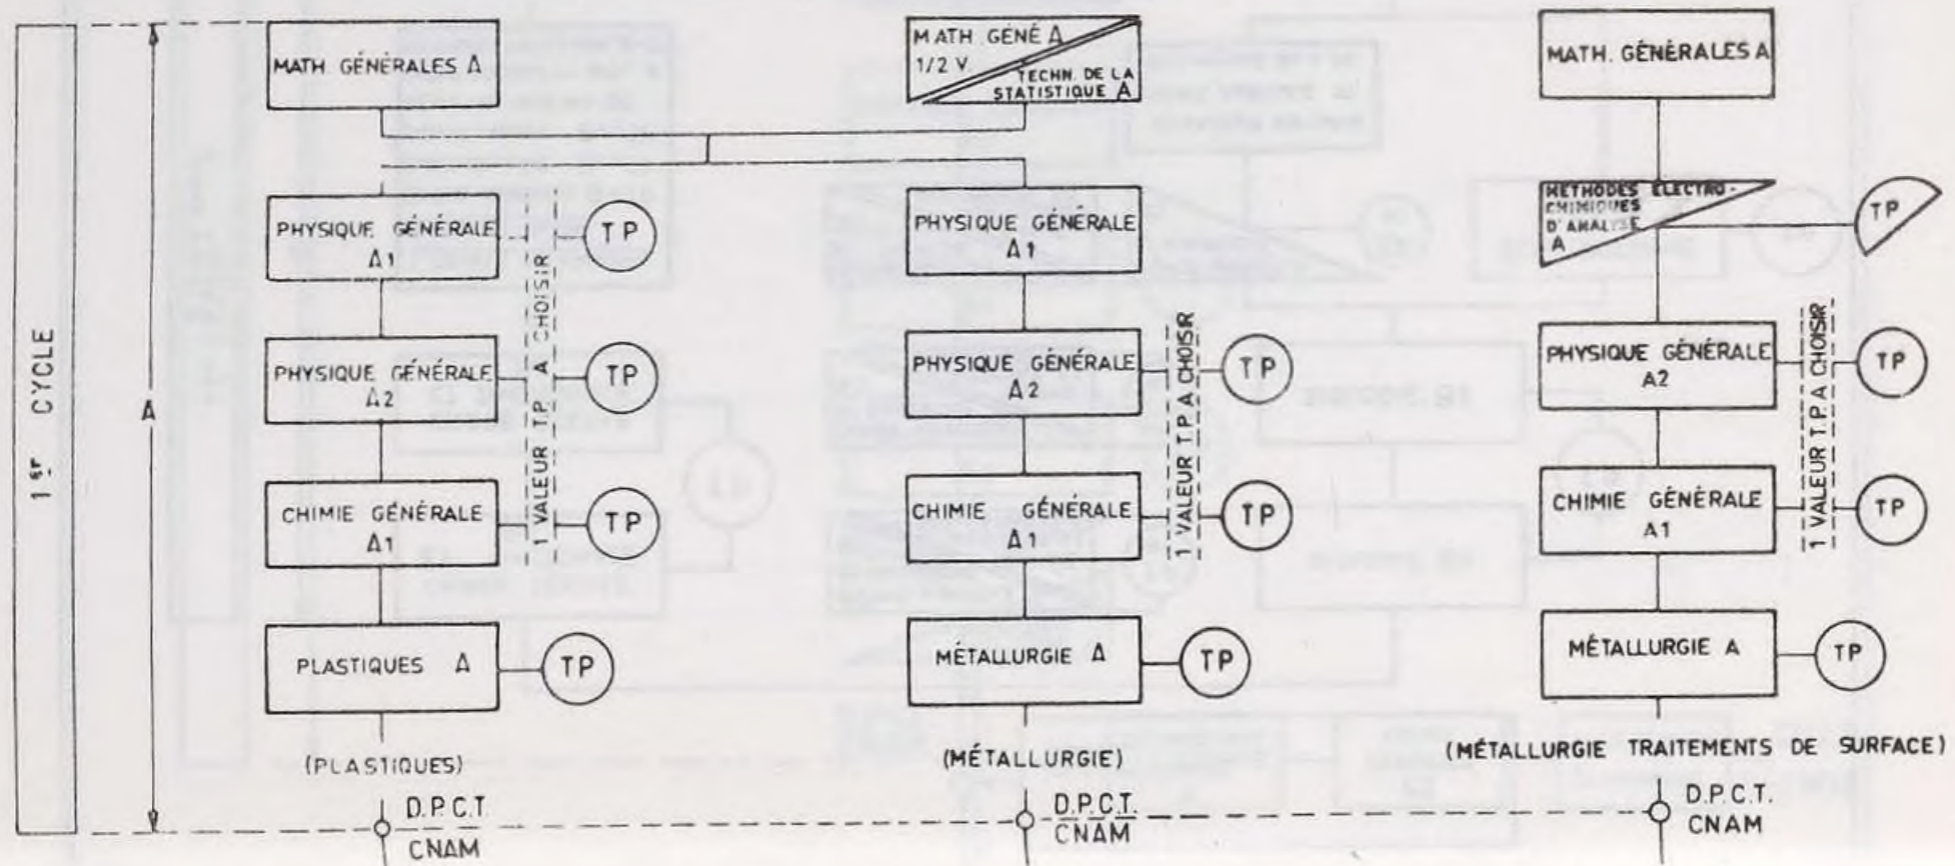 1er CYCLE
A
MATH. GÉNÉRALES A
PHYSIQUE GÉNÉRALE
A1
TP
PHYSIQUE GÉNÉRALE
A2
TP
CHIMIE GÉNÉRALE
A1
TP
1 VALEUR T.P. A CHOISIR
PLASTIQUES A
TP
(PLASTIQUES)
D.P.C.T.
CNAM
MATH GÉNÉ A
1/2 V.
TECHN. DE LA
STATISTIQUE A
PHYSIQUE GÉNÉRALE
A1
PHYSIQUE GÉNÉRALE
A2
TP
CHIMIE GÉNÉRALE
A1
TP
1 VALEUR T.P. A CHOISIR
MÉTALLURGIE A
TP
(MÉTALLURGIE)
D.P.C.T.
CNAM
MATH. GÉNÉRALES A
METHODES ELECTRO-
CHIMIQUES
D'ANALYSE
A
TP
PHYSIQUE GÉNÉRALE
A2
TP
CHIMIE GÉNÉRALE
A1
TP
1 VALEUR T.P. A CHOISIR
MÉTALLURGIE A
TP
(MÉTALLURGIE TRAITEMENTS DE SURFACE)
D.P.C.T.
CNAM